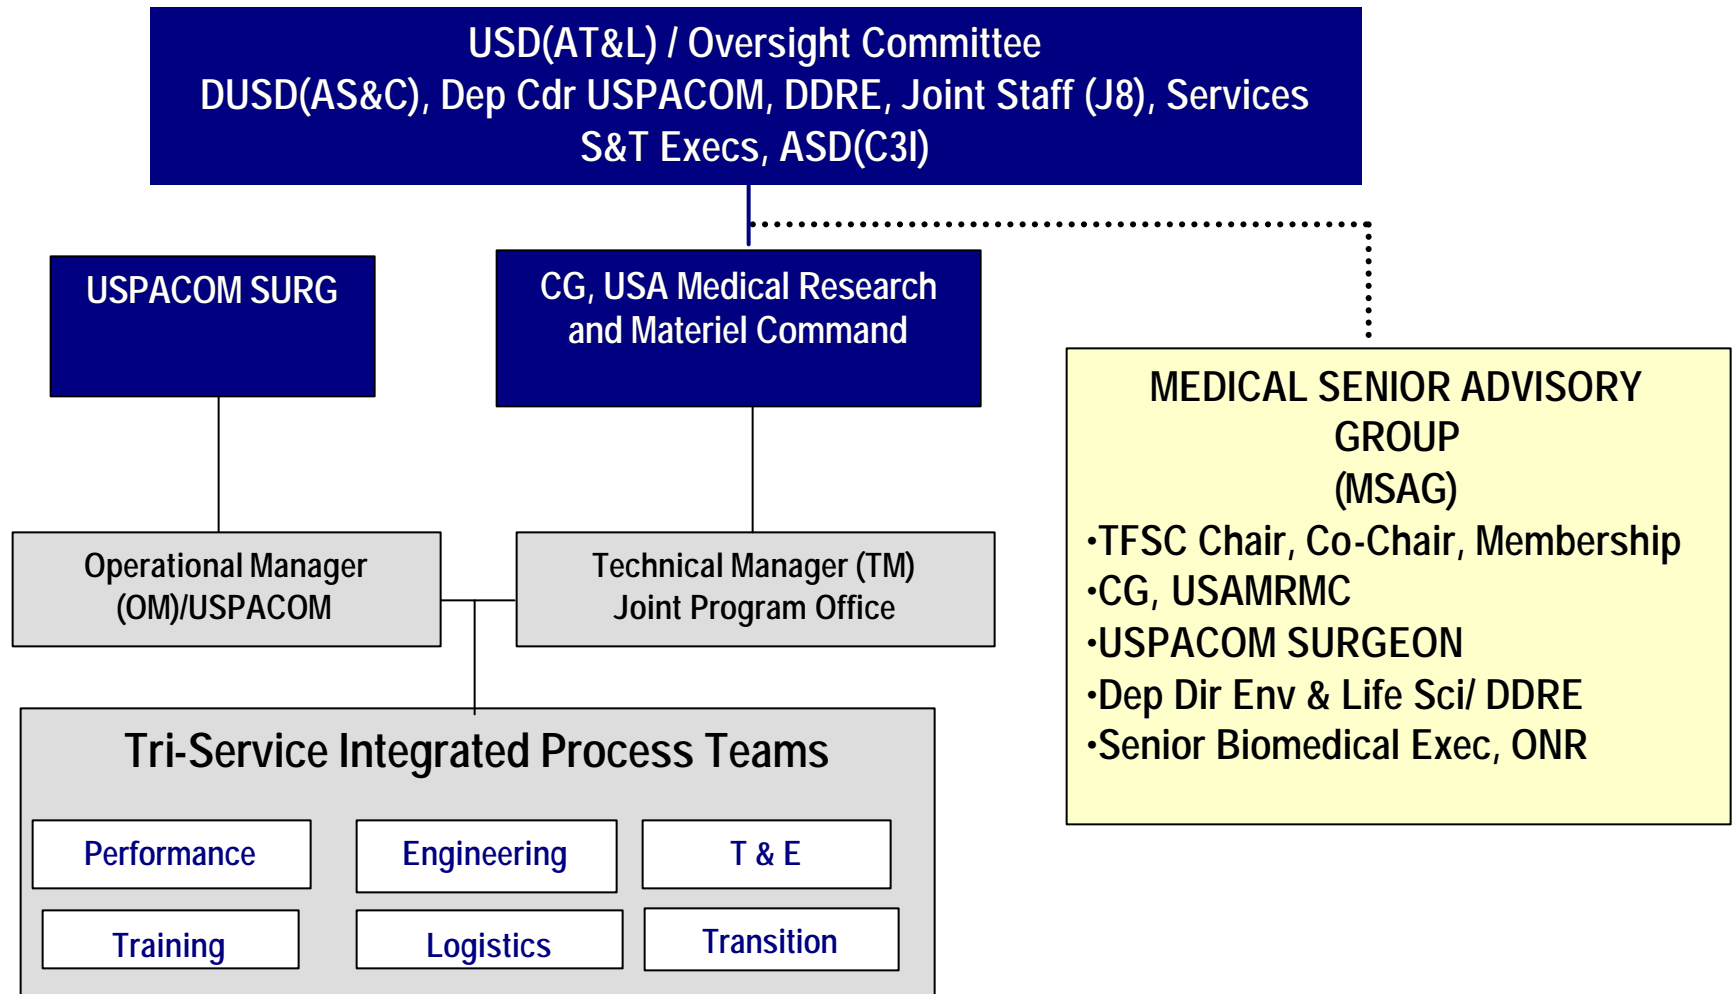 USD(AT&L) / Oversight Committee
DUSD(AS&C), Dep Cdr USPACOM, DDRE, Joint Staff (J8), Services
S&T Execs, ASD(C3I)
USPACOM SURG
CG, USA Medical Research
and Materiel Command
MEDICAL SENIOR ADVISORY
GROUP
(MSAG)
•TFSC Chair, Co-Chair, Membership
•CG, USAMRMC
•USPACOM SURGEON
•Dep Dir Env & Life Sci/ DDRE
•Senior Biomedical Exec, ONR
Operational Manager
(OM)/USPACOM
Technical Manager (TM)
Joint Program Office
Tri-Service Integrated Process Teams
Performance
Engineering
T & E
Training
Logistics
Transition